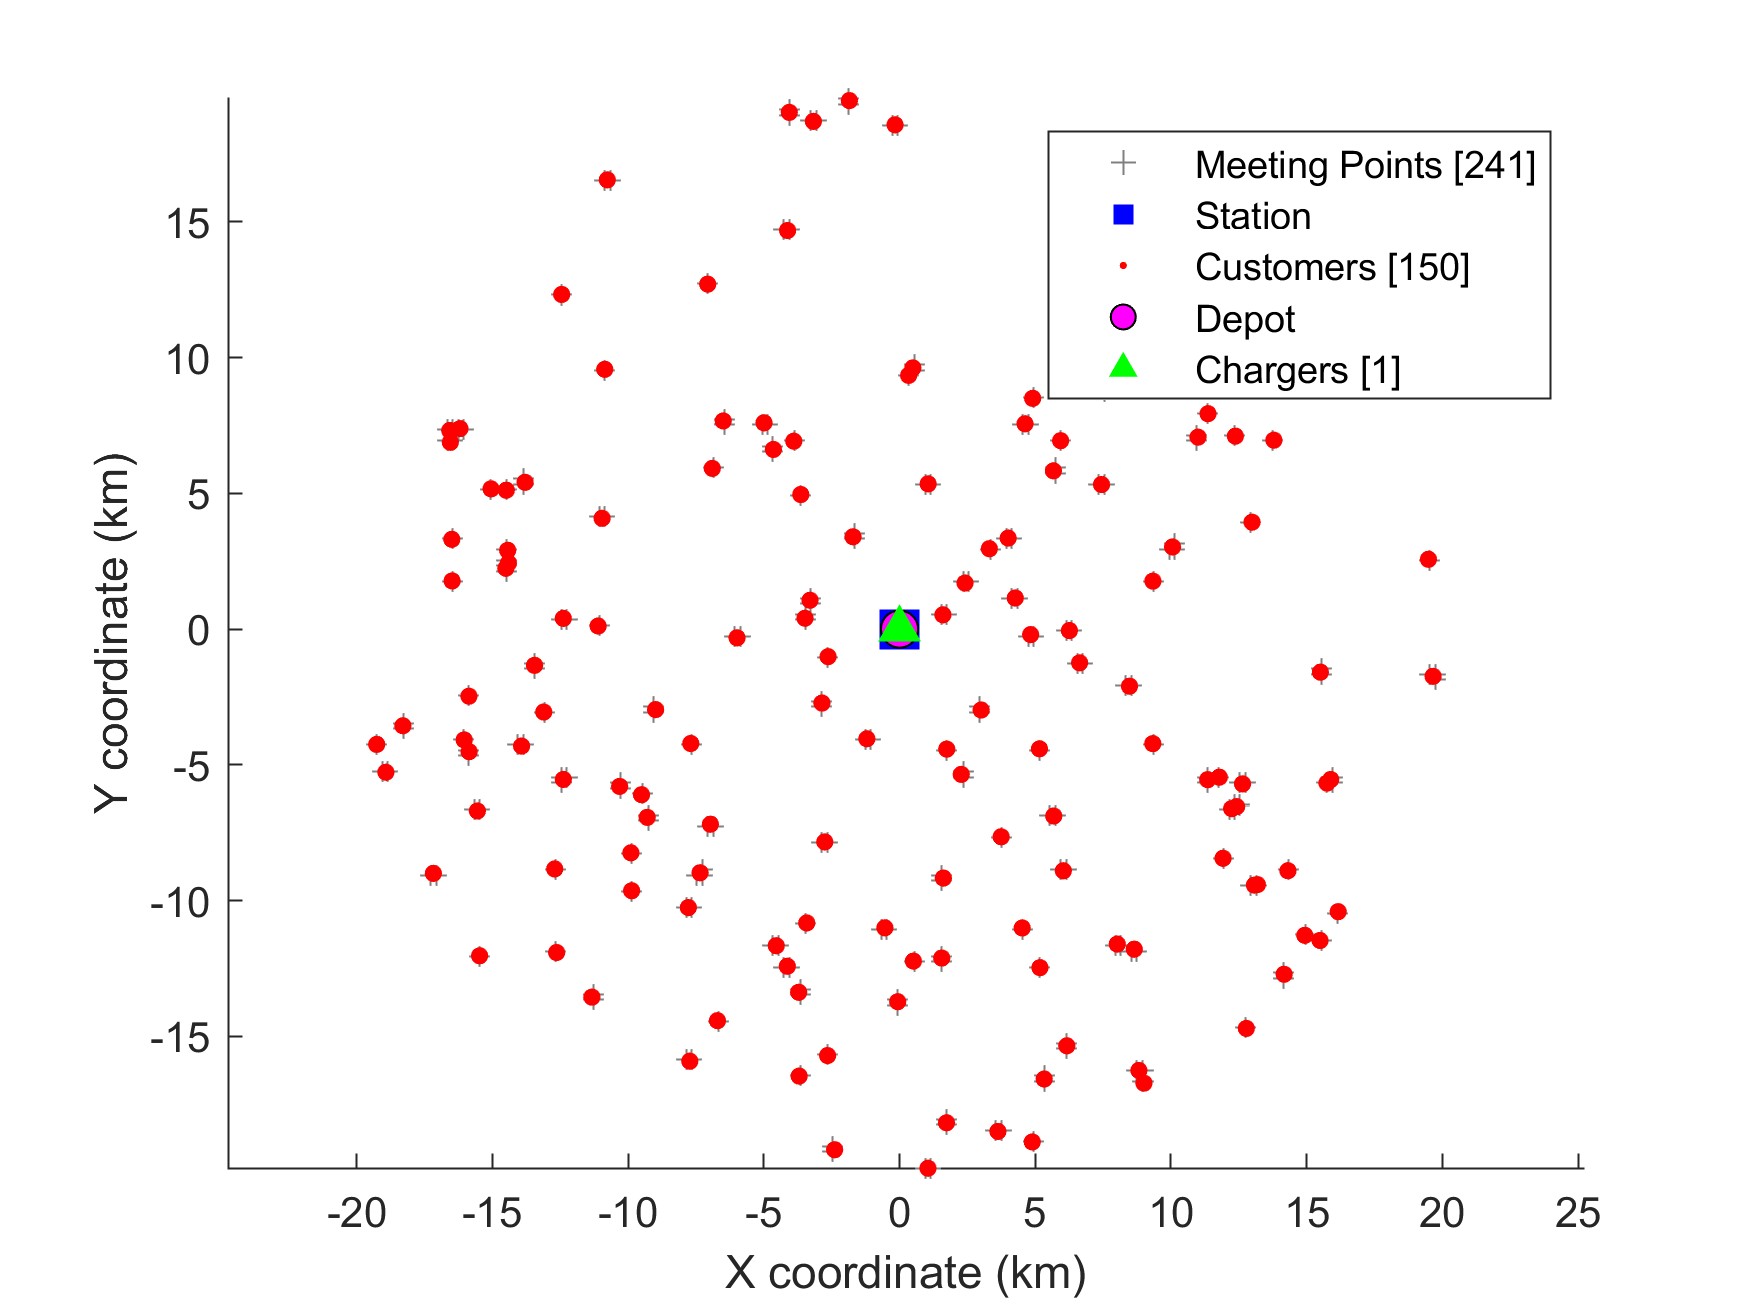 Meeting Points [241]
Station
Customers [150]
Depot
Chargers [1]
15
10
5
0
-5
-10
-15
Y coordinate (km)
-20 -15 -10 -5 0 5 10 15 20 25
X coordinate (km)